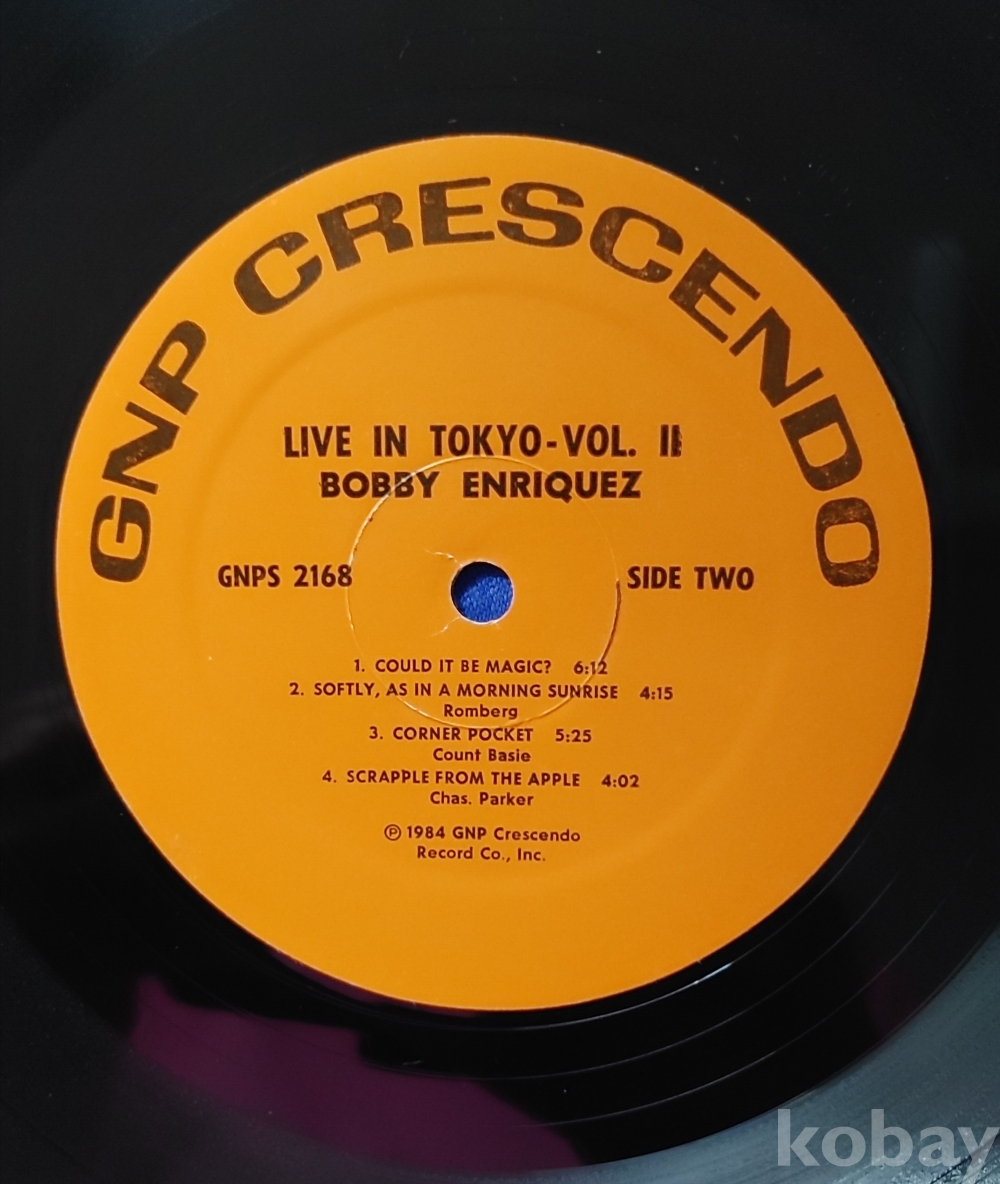 GNP CRESCENDO
LIVE IN TOKYO-VOL. II
BOBBY ENRIQUEZ
GNPS 2168
SIDE TWO
1. COULD IT BE MAGIC? 6:12
2. SOFTLY, AS IN A MORNING SUNRISE 4:15
Romberg
3. CORNER POCKET 5:25
Count Basie
4. SCRAPPLE FROM THE APPLE 4:02
Chas. Parker
℗ 1984 GNP Crescendo
Record Co., Inc.
kobay